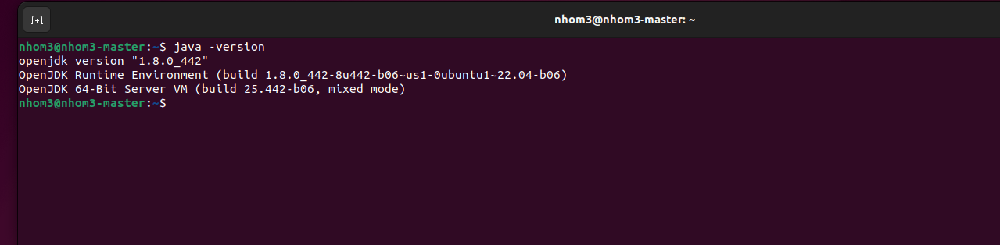 nhom3@nhom3-master: ~
nhom3@nhom3-master:~$ java -version
openjdk version "1.8.0_442"
OpenJDK Runtime Environment (build 1.8.0_442-8u442-b06~us1-0ubuntu1~22.04-b06)
OpenJDK 64-Bit Server VM (build 25.442-b06, mixed mode)
nhom3@nhom3-master:~$